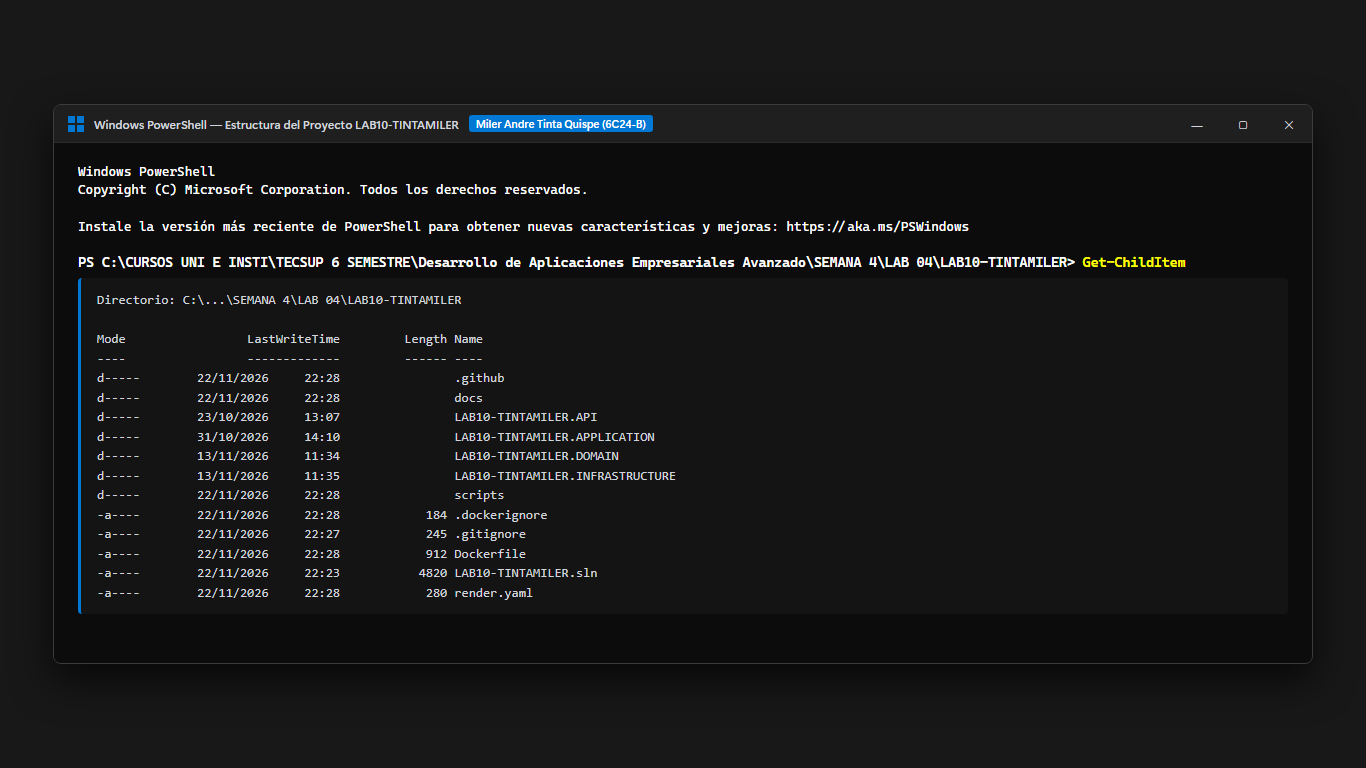 Windows PowerShell — Estructura del Proyecto LAB10-TINTAMILER Miler Andre Tinta Quispe (6C24-B)
Windows PowerShell
Copyright (C) Microsoft Corporation. Todos los derechos reservados.
Instale la versión más reciente de PowerShell para obtener nuevas características y mejoras: https://aka.ms/PSWindows
PS C:\CURSOS UNI E INSTI\TECSUP 6 SEMESTRE\Desarrollo de Aplicaciones Empresariales Avanzado\SEMANA 4\LAB 04\LAB10-TINTAMILER> Get-ChildItem
Directorio: C:\...\SEMANA 4\LAB 04\LAB10-TINTAMILER
Mode LastWriteTime Length Name
---- ------------- ------ ----
d----- 22/11/2026 22:28 .github
d----- 22/11/2026 22:28 docs
d----- 23/10/2026 13:07 LAB10-TINTAMILER.API
d----- 31/10/2026 14:10 LAB10-TINTAMILER.APPLICATION
d----- 13/11/2026 11:34 LAB10-TINTAMILER.DOMAIN
d----- 13/11/2026 11:35 LAB10-TINTAMILER.INFRASTRUCTURE
d----- 22/11/2026 22:28 scripts
-a---- 22/11/2026 22:28 184 .dockerignore
-a---- 22/11/2026 22:27 245 .gitignore
-a---- 22/11/2026 22:28 912 Dockerfile
-a---- 22/11/2026 22:23 4820 LAB10-TINTAMILER.sln
-a---- 22/11/2026 22:28 280 render.yaml